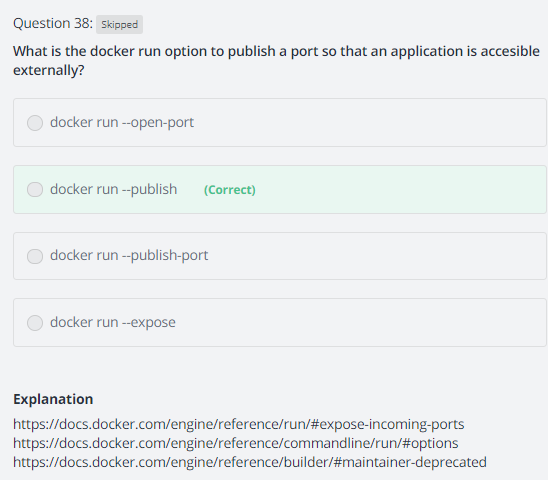 Question 38: Skipped
What is the docker run option to publish a port so that an application is accesible
externally?
docker run --open-port
docker run --publish (Correct)
docker run --publish-port
docker run --expose
Explanation
https://docs.docker.com/engine/reference/run/#expose-incoming-ports
https://docs.docker.com/engine/reference/commandline/run/#options
https://docs.docker.com/engine/reference/builder/#maintainer-deprecated